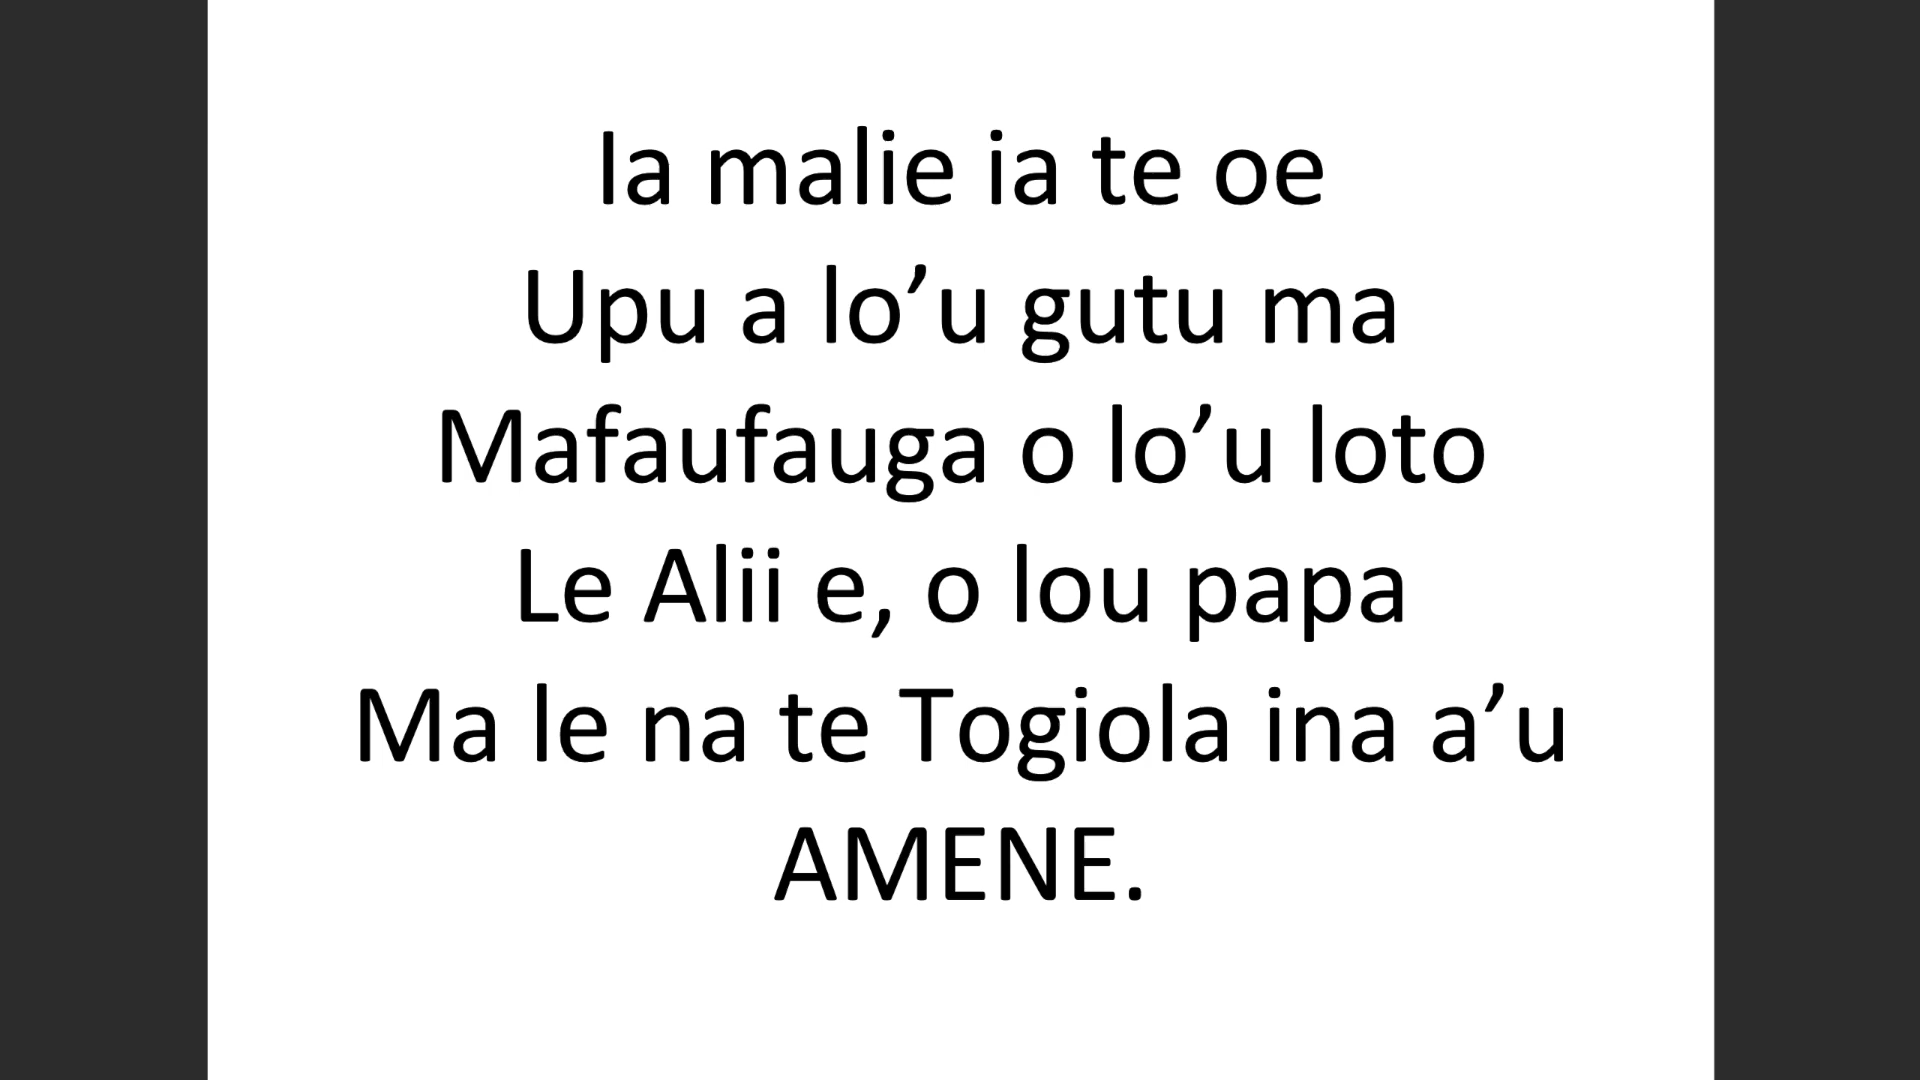 Ia malie ia te oe
Upu a lo’u gutu ma
Mafaufauga o lo’u loto
Le Alii e, o lou papa
Ma le na te Togiola ina a’u
AMENE.